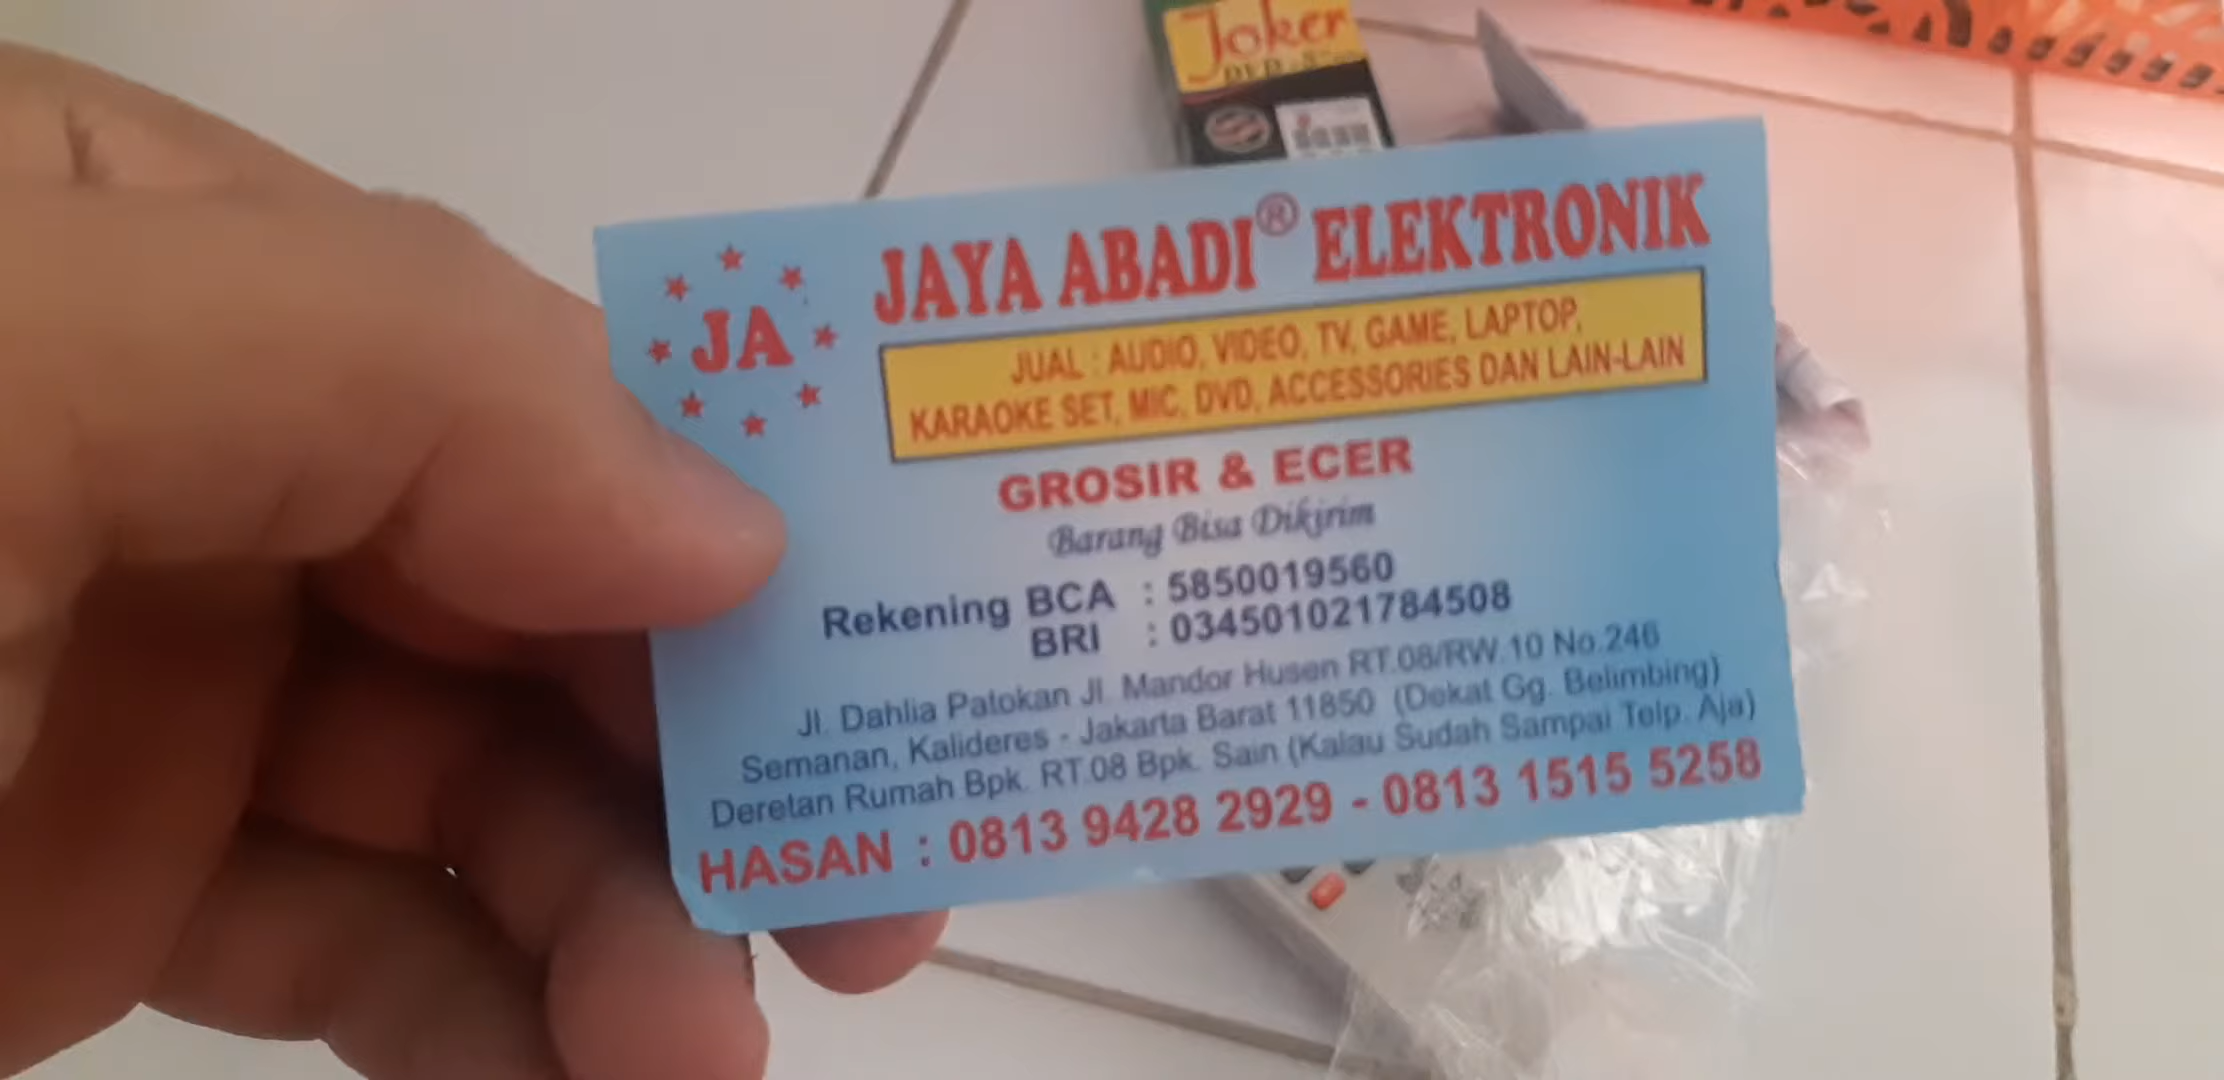 Joker
DVD
JA
JAYA ABADI® ELEKTRONIK
JUAL : AUDIO, VIDEO, TV, GAME, LAPTOP,
KARAOKE SET, MIC, DVD, ACCESSORIES DAN LAIN-LAIN
GROSIR & ECER
Barang Bisa Dikirim
Rekening BCA : 5850019560
BRI : 034501021784508
Jl. Dahlia Patokan Jl. Mandor Husen RT.08/RW.10 No.246
Semanan, Kalideres - Jakarta Barat 11850 (Dekat Gg. Belimbing)
Deretan Rumah Bpk. RT.08 Bpk. Sain (Kalau Sudah Sampai Telp. Aja)
HASAN : 0813 9428 2929 - 0813 1515 5258